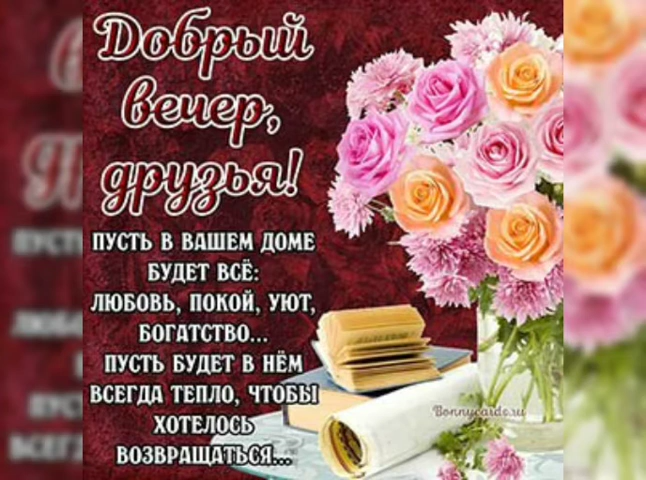 Добрый
вечер,
друзья!
ПУСТЬ В ВАШЕМ ДОМЕ
БУДЕТ ВСЁ:
ЛЮБОВЬ, ПОКОЙ, УЮТ,
БОГАТСТВО...
ПУСТЬ БУДЕТ В НЁМ
ВСЕГДА ТЕПЛО, ЧТОБЫ
ХОТЕЛОСЬ
ВОЗВРАЩАТЬСЯ...
Bonnycards.ru